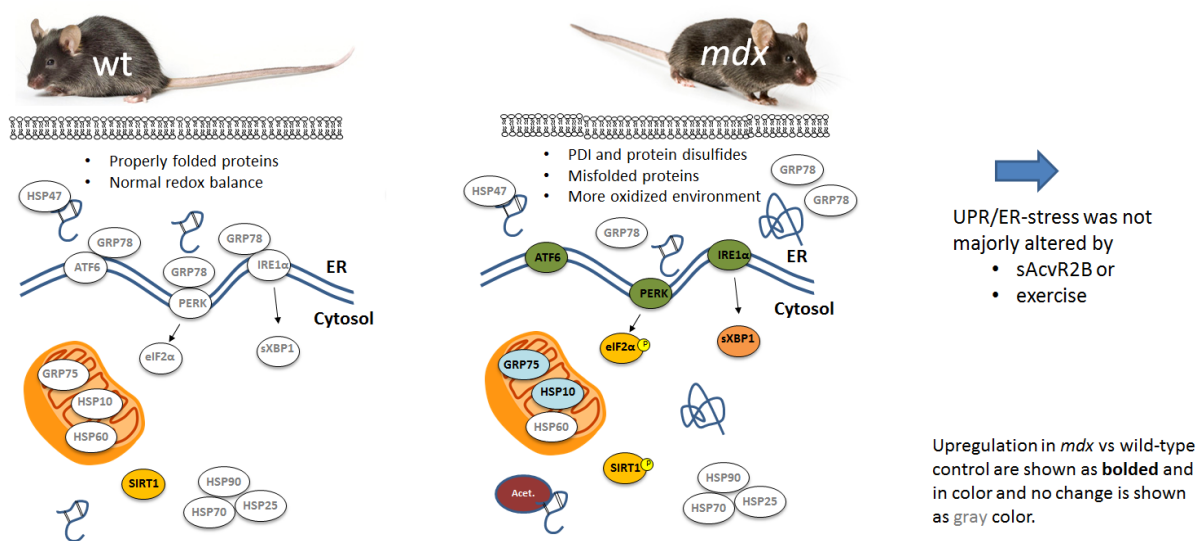 wt
• Properly folded proteins
• Normal redox balance
HSP47
GRP78
GRP78
GRP78
ATF6
PERK
IRE1α
ER
Cytosol
eIF2α
sXBP1
GRP75
HSP10
HSP60
SIRT1
HSP90
HSP70
HSP25
mdx
• PDI and protein disulfides
• Misfolded proteins
• More oxidized environment
HSP47
GRP78
GRP78
GRP78
ATF6
PERK
IRE1α
ER
Cytosol
eIF2α
P
sXBP1
GRP75
HSP10
HSP60
SIRT1
P
Acet.
HSP90
HSP70
HSP25
UPR/ER-stress was not
majorly altered by
• sAcvR2B or
• exercise
Upregulation in mdx vs wild-type
control are shown as bolded and
in color and no change is shown
as gray color.